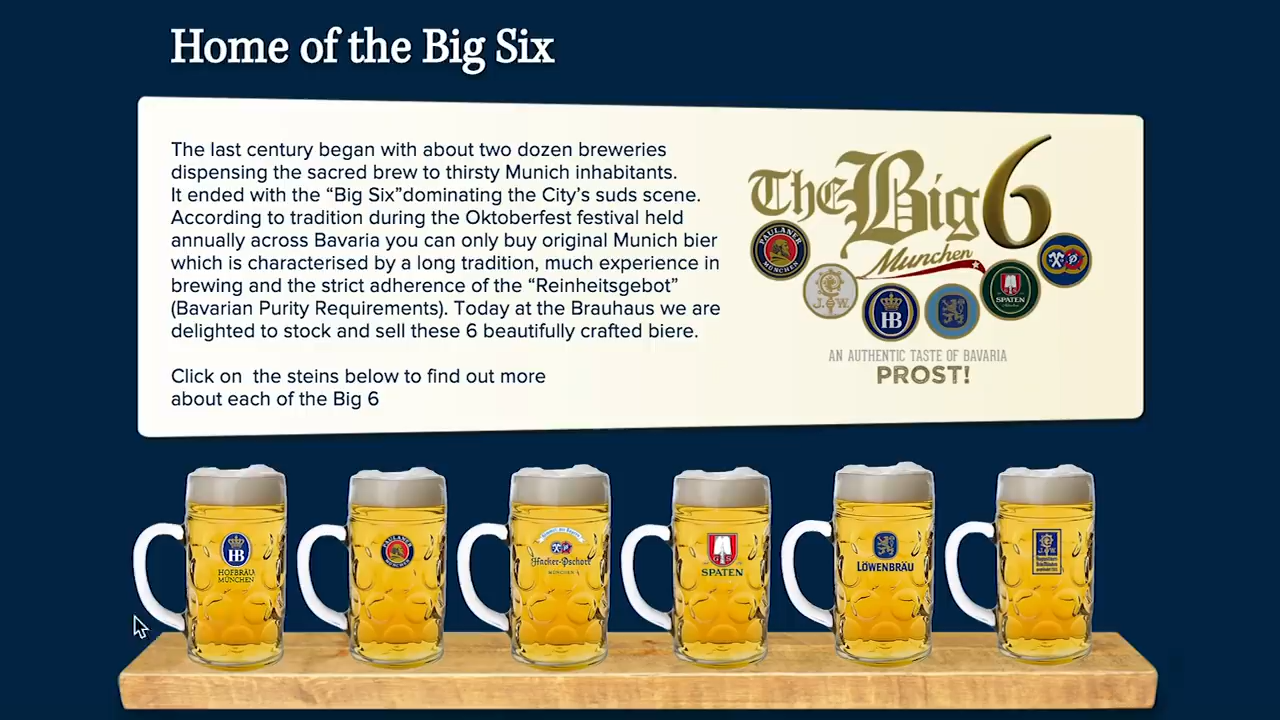 Home of the Big Six
The last century began with about two dozen breweries
dispensing the sacred brew to thirsty Munich inhabitants.
It ended with the “Big Six”dominating the City’s suds scene.
According to tradition during the Oktoberfest festival held
annually across Bavaria you can only buy original Munich bier
which is characterised by a long tradition, much experience in
brewing and the strict adherence of the “Reinheitsgebot”
(Bavarian Purity Requirements). Today at the Brauhaus we are
delighted to stock and sell these 6 beautifully crafted biere.
Click on  the steins below to find out more
about each of the Big 6
The Big 6
Munchen
PAULANER
MÜNCHEN
J.W
HB
SPATEN
AN AUTHENTIC TASTE OF BAVARIA
PROST!
HB
HOFBRÄU
MÜNCHEN
PAULANER
MÜNCHEN
Hacker-Pschorr
MÜNCHEN
GS
SPATEN
LÖWENBRÄU
J.W